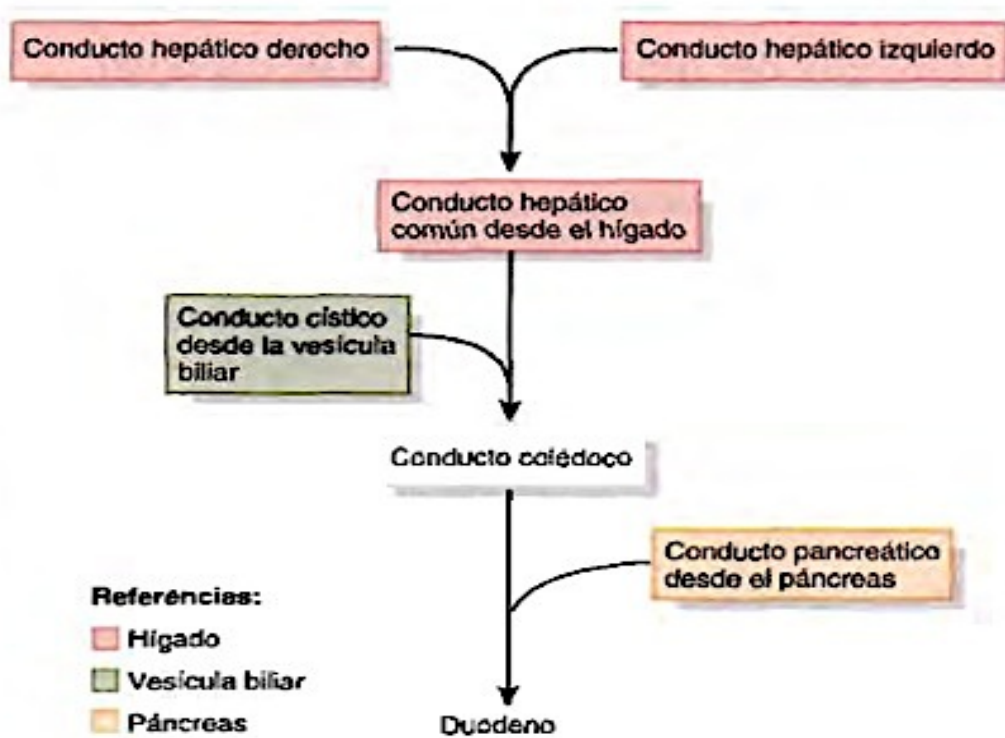 Conducto hepático derecho
Conducto hepático izquierdo
Conducto hepático
común desde el hígado
Conducto cístico
desde la vesícula
biliar
Conducto colédoco
Conducto pancreático
desde el páncreas
Referencias:
Hígado
Vesícula biliar
Páncreas
Duodeno